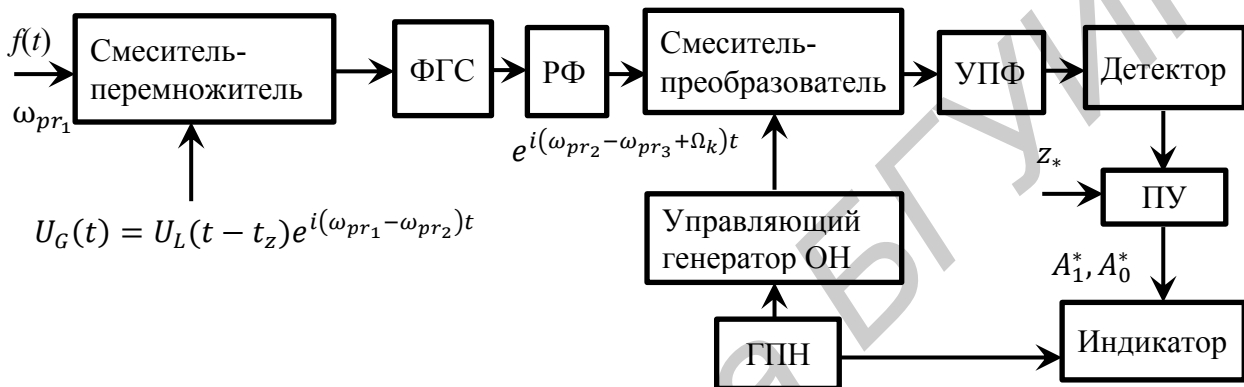 f(t)
ω_{pr_1}
Смеситель-
перемножитель
ФГС
РФ
Смеситель-
преобразователь
УПФ
Детектор
e^{i(ω_{pr_2}−ω_{pr_3}+Ω_k)t}
z_*
ПУ
U_G(t) = U_L(t − t_z)e^{i(ω_{pr_1}−ω_{pr_2})t}
Управляющий
генератор ОН
A_1^*, A_0^*
ГПН
Индикатор
БГУИ